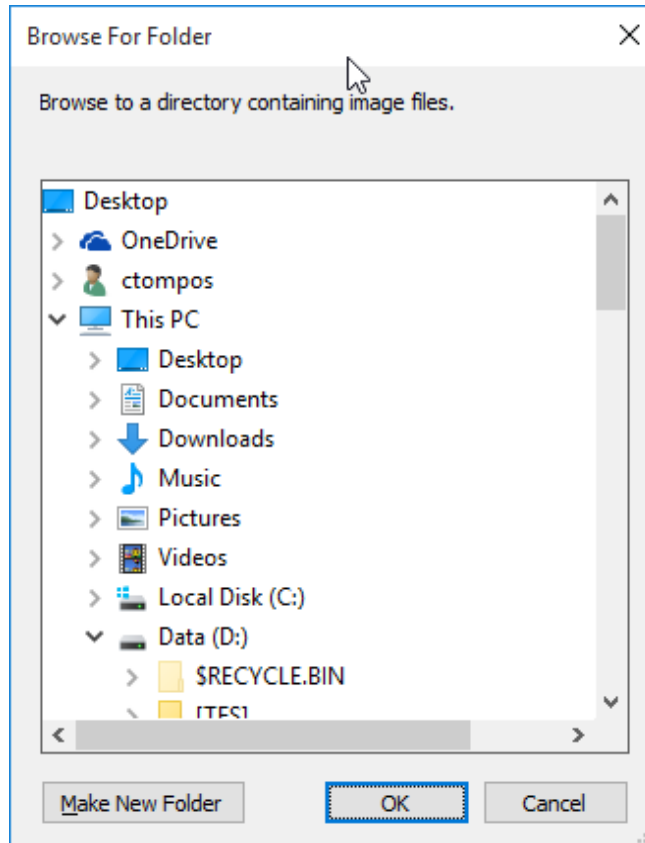 Browse For Folder
Browse to a directory containing image files.
Desktop
OneDrive
ctompos
This PC
Desktop
Documents
Downloads
Music
Pictures
Videos
Local Disk (C:)
Data (D:)
$RECYCLE.BIN
[TFS]
Make New Folder
OK
Cancel